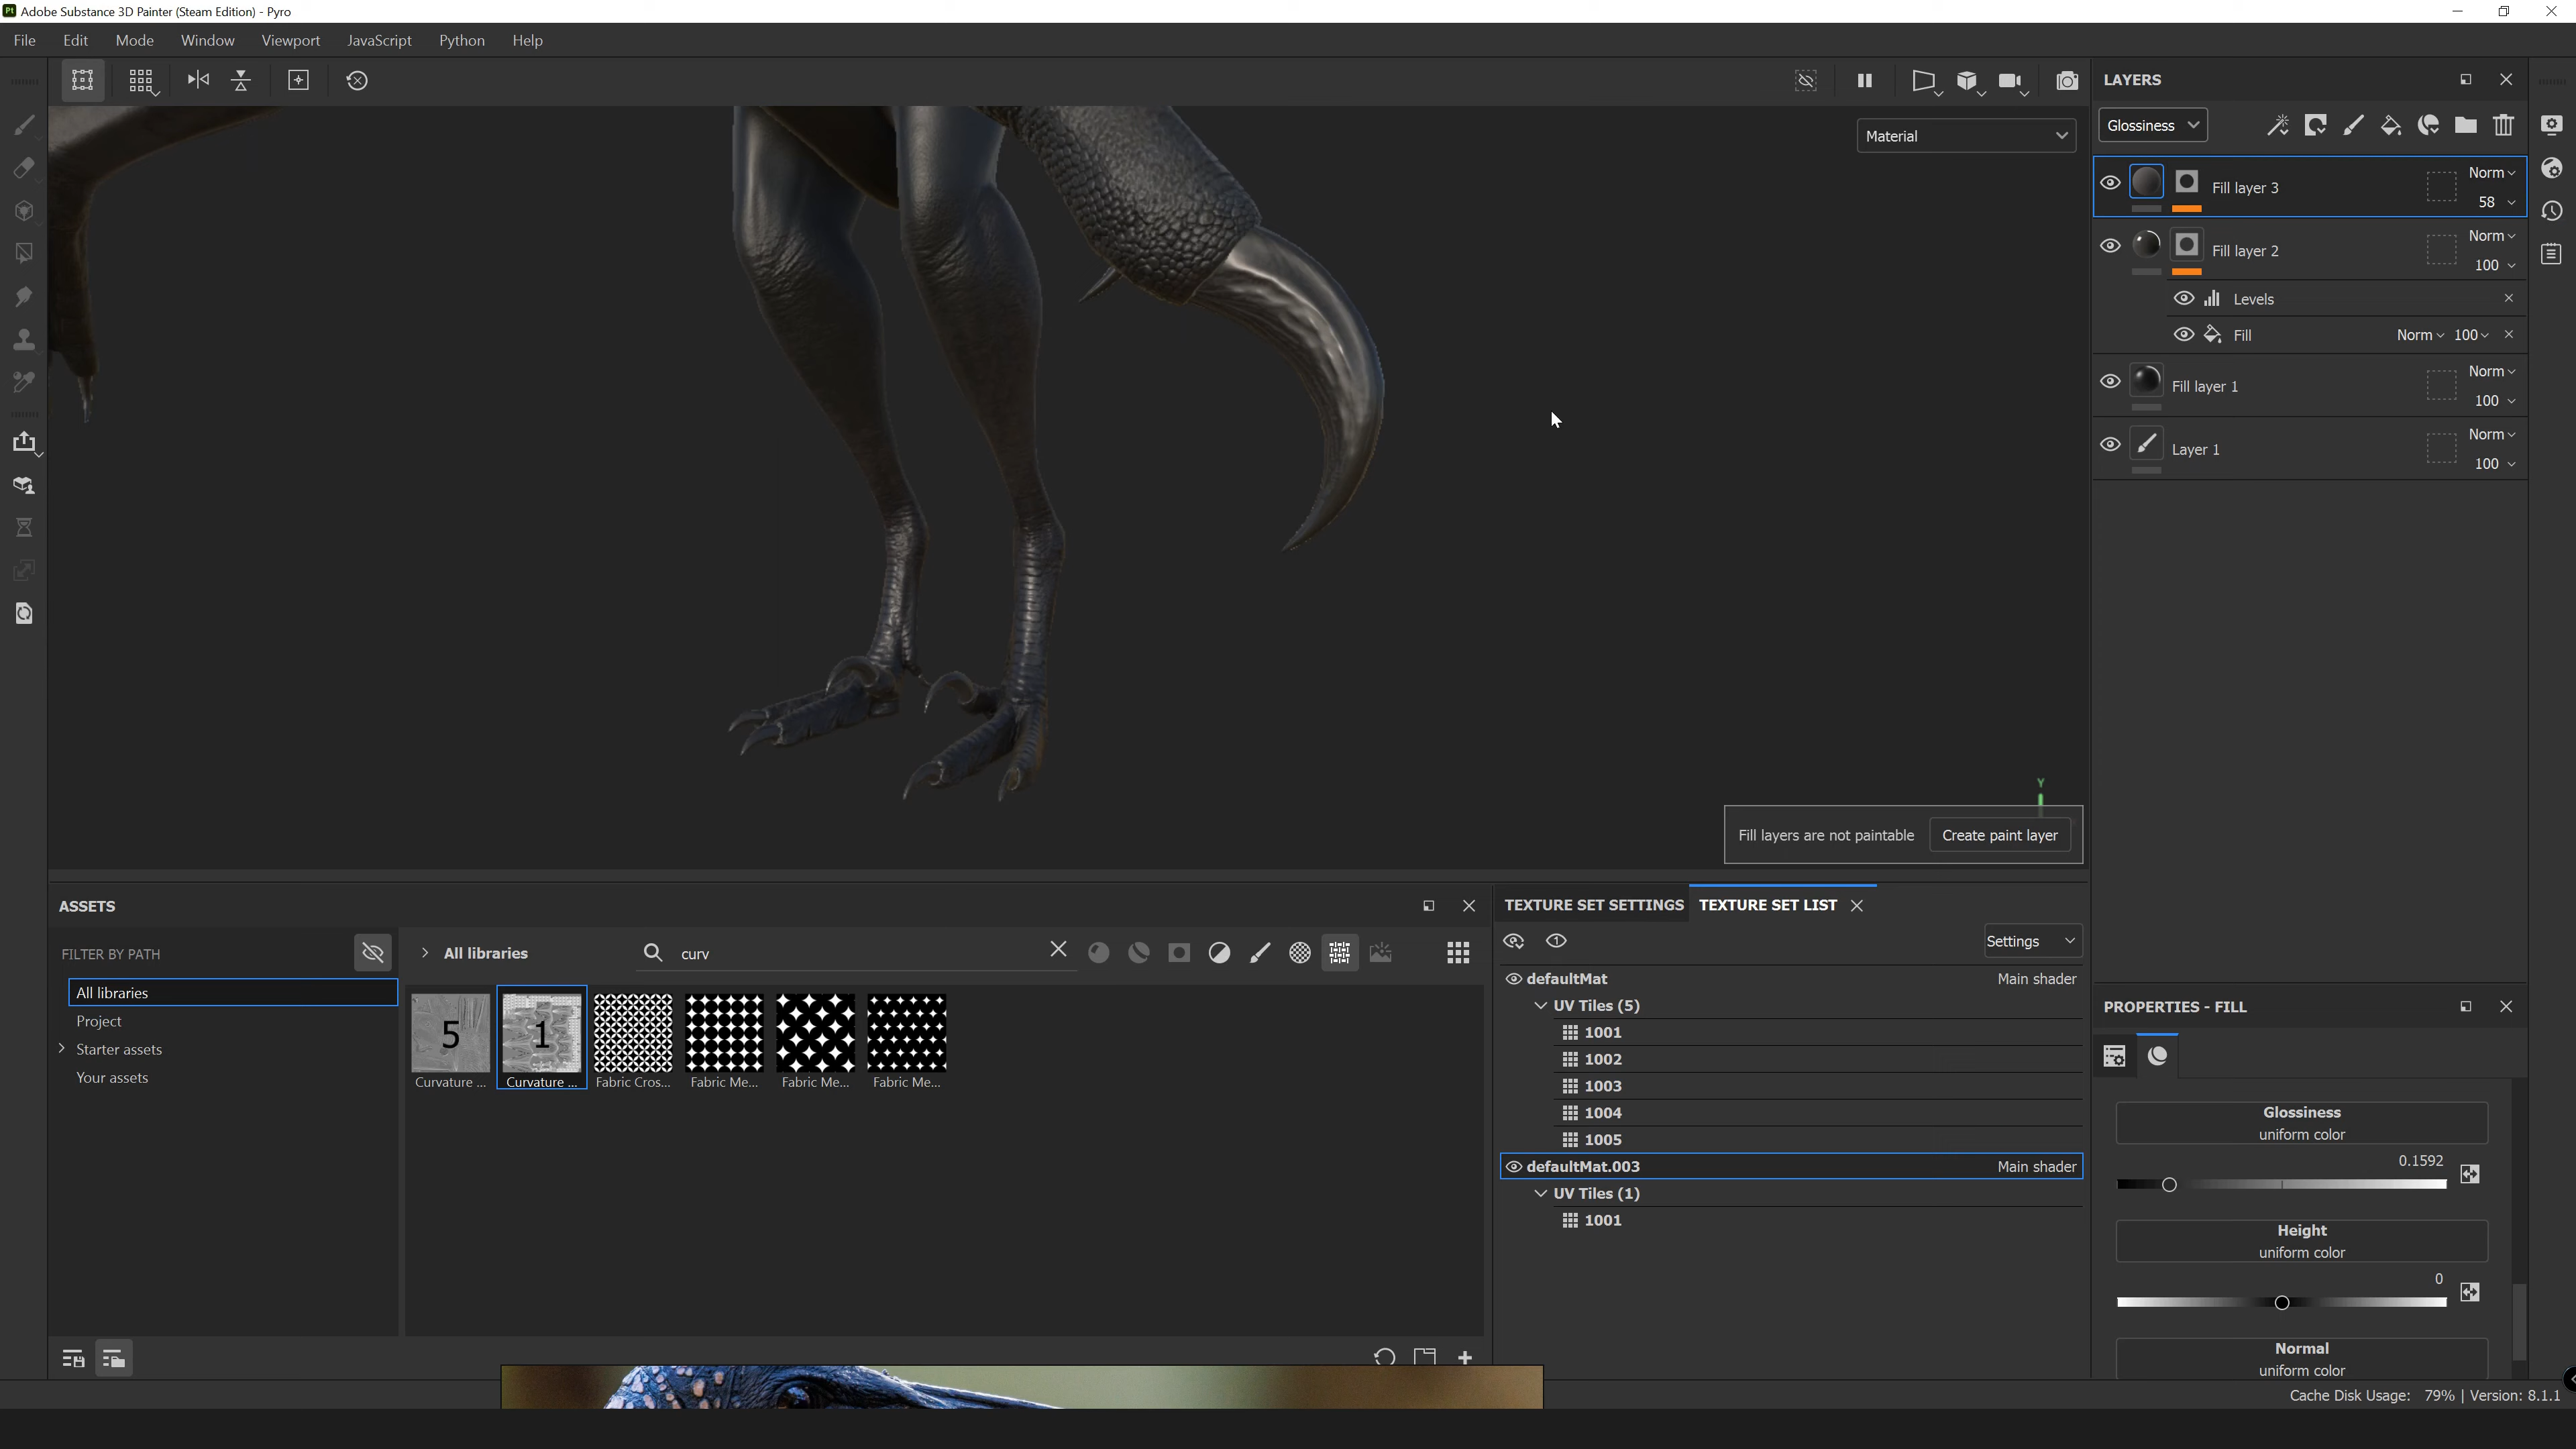 Pt Adobe Substance 3D Painter (Steam Edition) - Pyro
File Edit Mode Window Viewport JavaScript Python Help
Material
Y
Fill layers are not paintable Create paint layer
LAYERS
Glossiness
Fill layer 3 Norm 58
Fill layer 2 Norm 100
Levels
Fill Norm 100
Fill layer 1 Norm 100
Layer 1 Norm 100
ASSETS
FILTER BY PATH
All libraries
Project
Starter assets
Your assets
All libraries curv
5
1
Curvature ... Curvature ... Fabric Cros... Fabric Me... Fabric Me... Fabric Me...
TEXTURE SET SETTINGS TEXTURE SET LIST
1
Settings
defaultMat Main shader
UV Tiles (5)
1001
1002
1003
1004
1005
defaultMat.003 Main shader
UV Tiles (1)
1001
PROPERTIES - FILL
Glossiness
uniform color
0.1592
Height
uniform color
0
Normal
uniform color
Cache Disk Usage: 79% | Version: 8.1.1